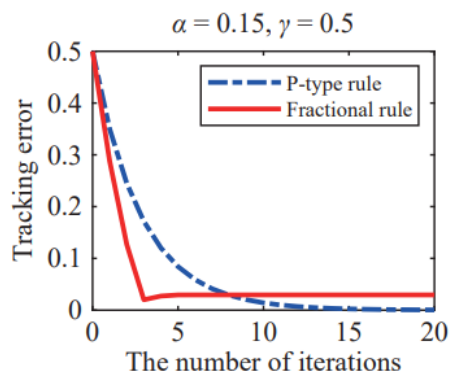 α = 0.15, γ = 0.5
0.5
0.4
0.3
0.2
0.1
0
Tracking error
P-type rule
Fractional rule
0 5 10 15 20
The number of iterations